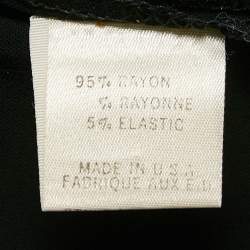 95% RAYON
% RAYONNE
5% ELASTIC
MADE IN U.S.A
FABRIQUE AUX E.U